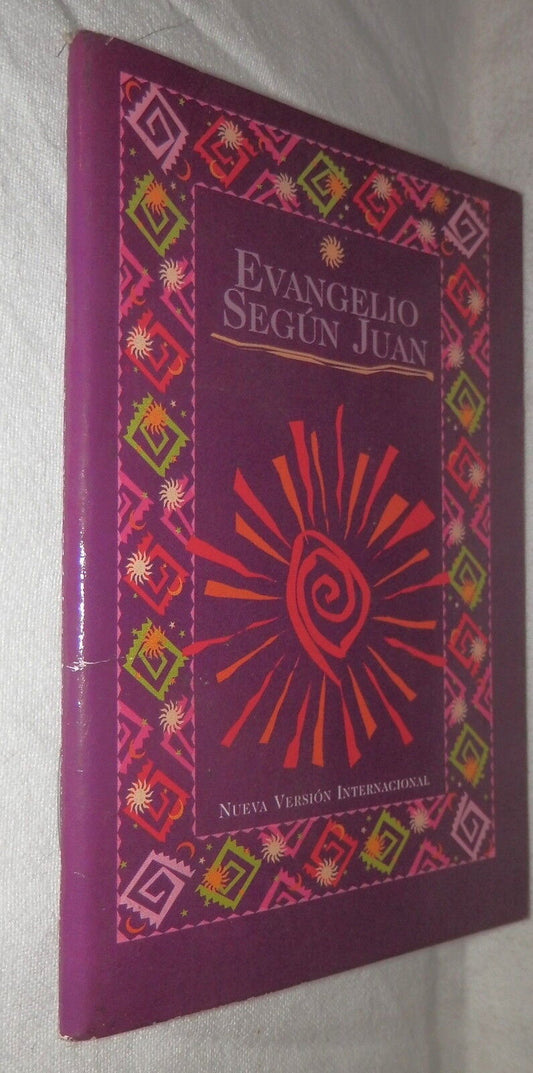 EVANGELIO
SEGÚN JUAN
NUEVA VERSIÓN INTERNACIONAL